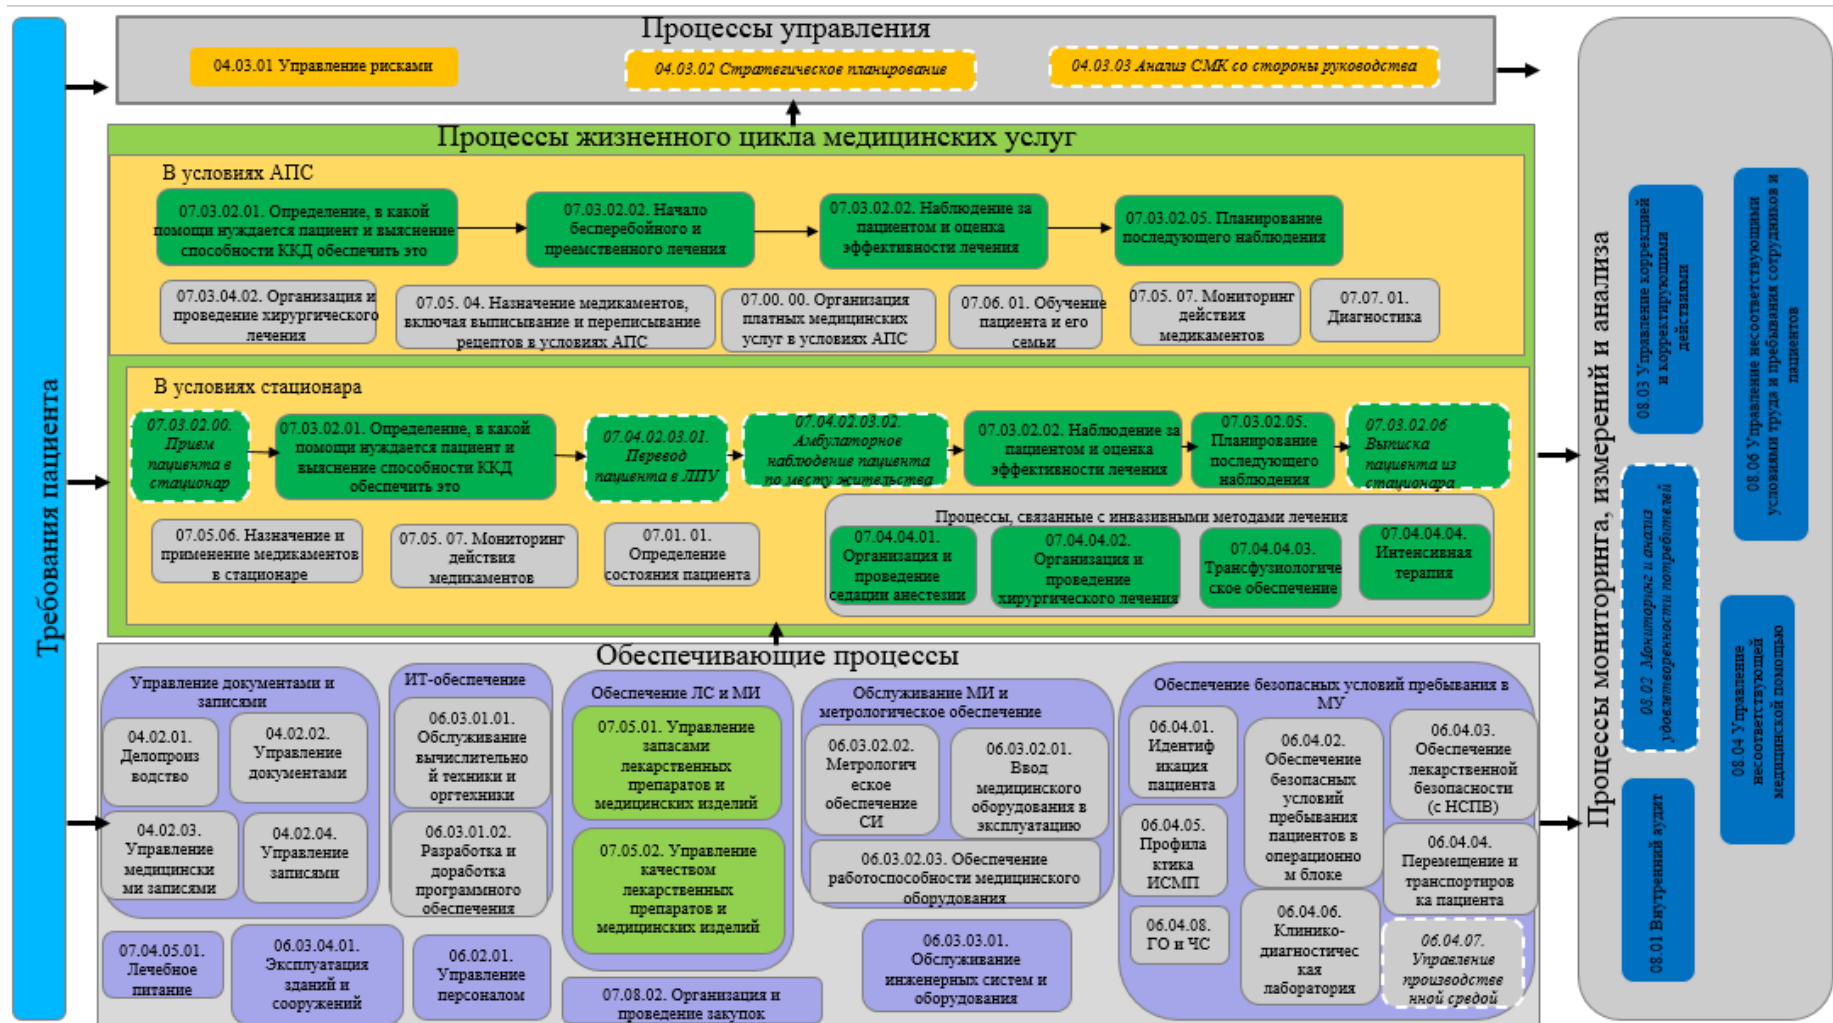 Требования пациента
Процессы управления
04.03.01 Управление рисками
04.03.02 Стратегическое планирование
04.03.03 Анализ СМК со стороны руководства
Процессы жизненного цикла медицинских услуг
В условиях АПС
07.03.02.01. Определение, в какой
помощи нуждается пациент и выяснение
способности ККД обеспечить это
07.03.02.02. Начало
бесперебойного и
преемственного лечения
07.03.02.02. Наблюдение за
пациентом и оценка
эффективности лечения
07.03.02.05. Планирование
последующего наблюдения
07.03.04.02. Организация и
проведение хирургического
лечения
07.05. 04. Назначение медикаментов,
включая выписывание и переписывание
рецептов в условиях АПС
07.00. 00. Организация
платных медицинских
услуг в условиях АПС
07.06. 01. Обучение
пациента и его
семьи
07.05. 07. Мониторинг
действия
медикаментов
07.07. 01.
Диагностика
В условиях стационара
07.03.02.00.
Прием
пациента в
стационар
07.03.02.01. Определение, в какой
помощи нуждается пациент и
выяснение способности ККД
обеспечить это
07.04.02.03.01.
Перевод
пациента в ЛПУ
07.04.02.03.02.
Амбулаторное
наблюдение пациента
по месту жительства
07.03.02.02. Наблюдение за
пациентом и оценка
эффективности лечения
07.03.02.05.
Планирование
последующего
наблюдения
07.03.02.06
Выписка
пациента из
стационара
07.05.06. Назначение и
применение медикаментов
в стационаре
07.05. 07. Мониторинг
действия
медикаментов
07.01. 01.
Определение
состояния пациента
Процессы, связанные с инвазивными методами лечения
07.04.04.01.
Организация и
проведение
седации анестезии
07.04.04.02.
Организация и
проведение
хирургического лечения
07.04.04.03.
Трансфузиологиче
ское обеспечение
07.04.04.04.
Интенсивная
терапия
Обеспечивающие процессы
Управление документами и
записями
04.02.01.
Делопроиз
водство
04.02.02.
Управление
документами
04.02.03.
Управление
медицински
ми записями
04.02.04.
Управление
записями
ИТ-обеспечение
06.03.01.01.
Обслуживание
вычислительно
й техники и
оргтехники
06.03.01.02.
Разработка и
доработка
программного
обеспечения
Обеспечение ЛС и МИ
07.05.01. Управление
запасами
лекарственных
препаратов и
медицинских изделий
07.05.02. Управление
качеством
лекарственных
препаратов и
медицинских изделий
Обслуживание МИ и
метрологическое обеспечение
06.03.02.02.
Метрологич
еское
обеспечение
СИ
06.03.02.01.
Ввод
медицинского
оборудования в
эксплуатацию
06.03.02.03. Обеспечение
работоспособности медицинского
оборудования
Обеспечение безопасных условий пребывания в
МУ
06.04.01.
Идентиф
икация
пациента
06.04.02.
Обеспечение
безопасных
условий
пребывания
пациентов в
операционно
м блоке
06.04.03.
Обеспечение
лекарственной
безопасности
(с НСПВ)
06.04.05.
Профила
ктика
ИСМП
06.04.04.
Перемещение и
транспортиров
ка пациента
06.04.08.
ГО и ЧС
06.04.06.
Клинико-
диагностичес
кая
лаборатория
06.04.07.
Управление
производстве
нной средой
07.04.05.01.
Лечебное
питание
06.03.04.01.
Эксплуатация
зданий и
сооружений
06.02.01.
Управление
персоналом
07.08.02. Организация и
проведение закупок
06.03.03.01.
Обслуживание
инженерных систем и
оборудования
Процессы мониторинга, измерений и анализа
08.03 Управление коррекцией
и корректирующими
действиями
08.06 Управление несоответствующими
условиями труда и пребывания сотрудников и
пациентов
08.02 Мониторинг и анализ
удовлетворенности потребителей
08.04 Управление
несоответствующей
медицинской помощью
08.01 Внутренний аудит